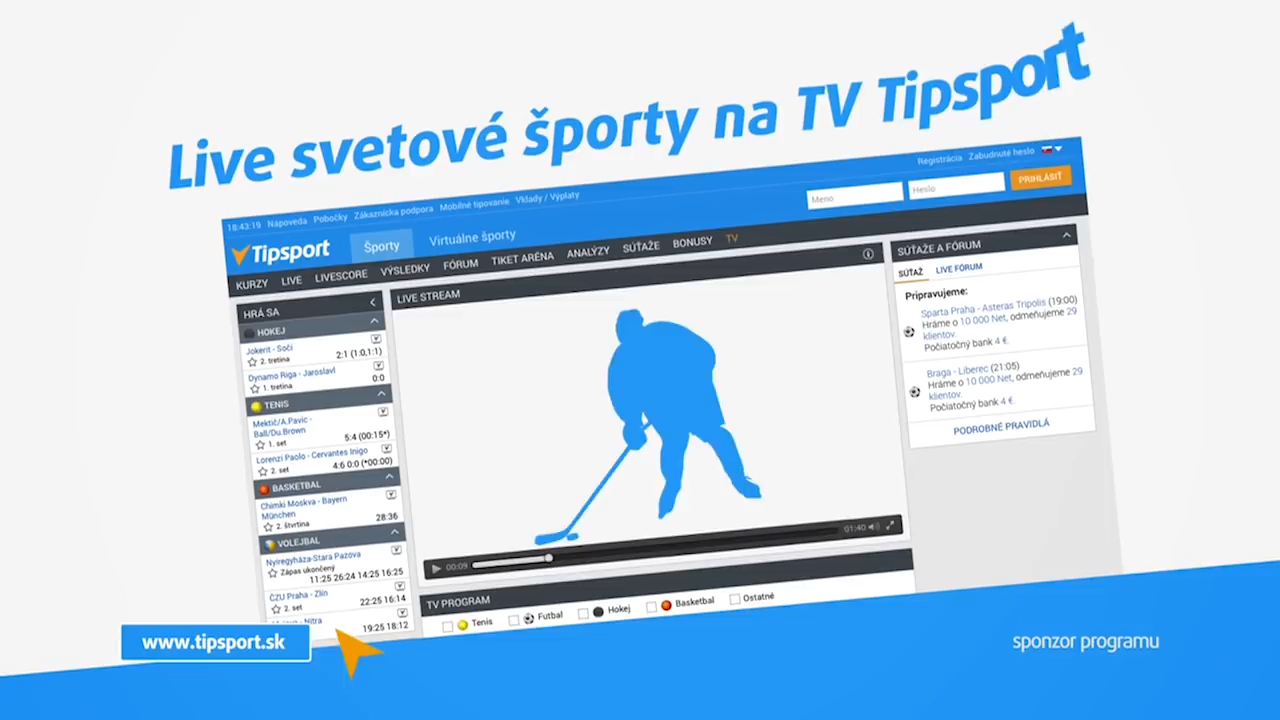 Live svetové športy na TV Tipsport
18:43:19 Nápoveda Pobočky Zákaznícka podpora Mobilné tipovanie Vklady / Výplaty
Registrácia Zabudnuté heslo
Meno Heslo PRIHLÁSIŤ
Tipsport Športy Virtuálne športy
KURZY LIVE LIVESCORE VÝSLEDKY FÓRUM TIKET ARÉNA ANALÝZY SÚŤAŽE BONUSY TV
HRÁ SA
HOKEJ
Jokerit - Soči
2. tretina 2:1 (1:0,1:1)
Dynamo Riga - Jaroslavl
1. tretina 0:0
TENIS
Mektič/A.Pavic -
Ball/Du.Brown
1. set 5:4 (00:15*)
Lorenzi Paolo - Cervantes Inigo
2. set 4:6 0:0 (*00:00)
BASKETBAL
Chimki Moskva - Bayern
München
2. štvrtina 28:36
VOLEJBAL
Nyiregyháza-Stara Pazova
Zápas ukončený
11:25 26:24 14:25 16:25
ČZU Praha - Zlín
2. set 22:25 16:14
Nitra
19:25 18:12
LIVE STREAM
00:09 01:40
TV PROGRAM
Tenis Futbal Hokej Basketbal Ostatné
SÚŤAŽE A FÓRUM
SÚŤAŽ LIVE FÓRUM
Pripravujeme:
Sparta Praha - Asteras Tripolis (19:00)
Hráme o 10 000 Net, odmeňujeme 29
klientov.
Počiatočný bank 4 €.
Braga - Liberec (21:05)
Hráme o 10 000 Net, odmeňujeme 29
klientov.
Počiatočný bank 4 €.
PODROBNÉ PRAVIDLÁ
www.tipsport.sk
sponzor programu